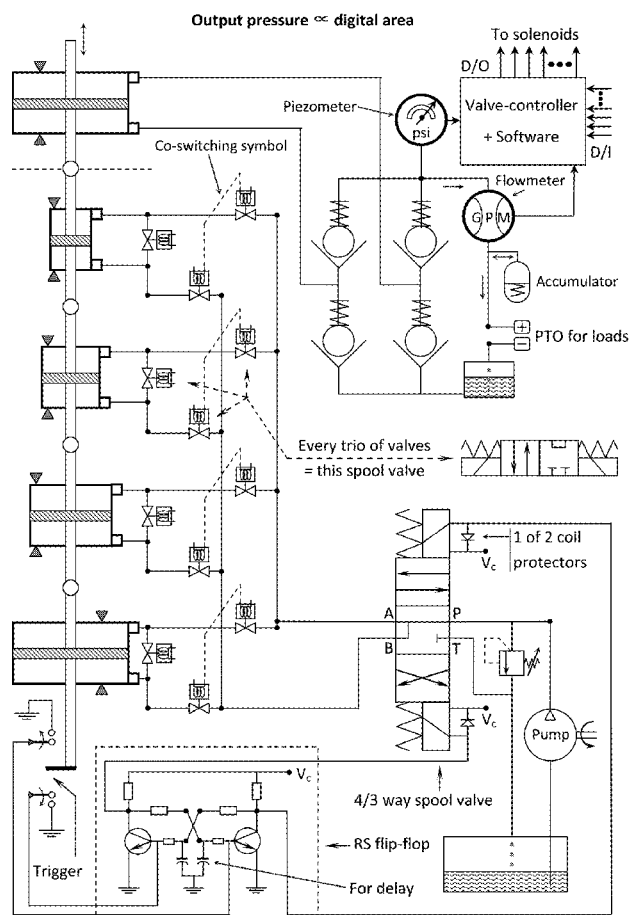 Output pressure ∝ digital area
To solenoids
D/O
Piezometer
psi
Valve-controller
+ Software
D/I
Co-switching symbol
Flowmeter
G P M
Accumulator
+
PTO for loads
−
Every trio of valves
= this spool valve
1 of 2 coil
protectors
Vc
A
P
B
T
Vc
Pump
Vc
4/3 way spool valve
RS flip-flop
Trigger
For delay